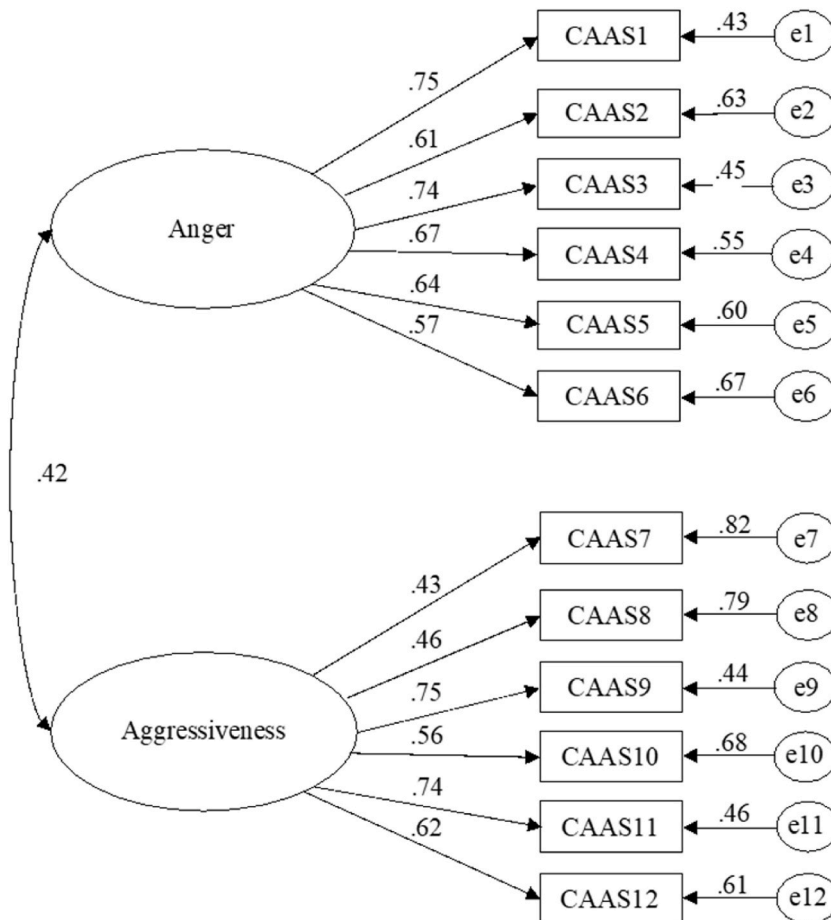 CAAS1
.43
e1
.75
CAAS2
.63
e2
.61
CAAS3
.45
e3
.74
Anger
CAAS4
.55
e4
.67
CAAS5
.60
e5
.64
CAAS6
.67
e6
.57
.42
CAAS7
.82
e7
.43
CAAS8
.79
e8
.46
CAAS9
.44
e9
.75
Aggressiveness
CAAS10
.68
e10
.56
CAAS11
.46
e11
.74
CAAS12
.61
e12
.62